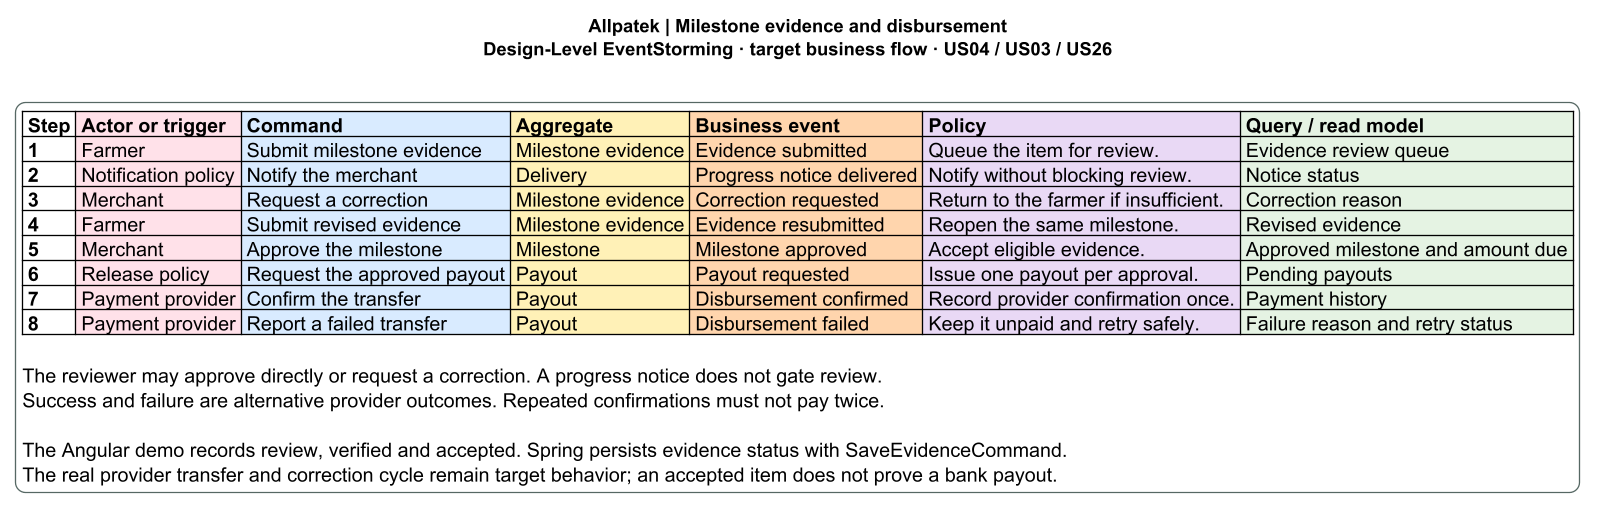 Allpatek | Milestone evidence and disbursement
Design-Level EventStorming · target business flow · US04 / US03 / US26
Step Actor or trigger Command Aggregate Business event Policy Query / read model
1 Farmer Submit milestone evidence Milestone evidence Evidence submitted Queue the item for review. Evidence review queue
2 Notification policy Notify the merchant Delivery Progress notice delivered Notify without blocking review. Notice status
3 Merchant Request a correction Milestone evidence Correction requested Return to the farmer if insufficient. Correction reason
4 Farmer Submit revised evidence Milestone evidence Evidence resubmitted Reopen the same milestone. Revised evidence
5 Merchant Approve the milestone Milestone Milestone approved Accept eligible evidence. Approved milestone and amount due
6 Release policy Request the approved payout Payout Payout requested Issue one payout per approval. Pending payouts
7 Payment provider Confirm the transfer Payout Disbursement confirmed Record provider confirmation once. Payment history
8 Payment provider Report a failed transfer Payout Disbursement failed Keep it unpaid and retry safely. Failure reason and retry status
The reviewer may approve directly or request a correction. A progress notice does not gate review.
Success and failure are alternative provider outcomes. Repeated confirmations must not pay twice.
The Angular demo records review, verified and accepted. Spring persists evidence status with SaveEvidenceCommand.
The real provider transfer and correction cycle remain target behavior; an accepted item does not prove a bank payout.